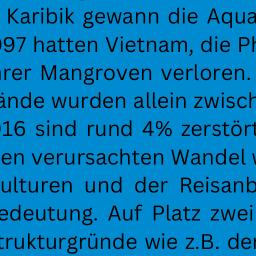 Karibik gewann die Aqua
997 hatten Vietnam, die Ph
hrer Mangroven verloren.
ände wurden allein zwisch
016 sind rund 4% zerstört
en verursachten Wandel
ulturen und der Reisanb
edeutung. Auf Platz zwei
trukturgründe wie z.B. der